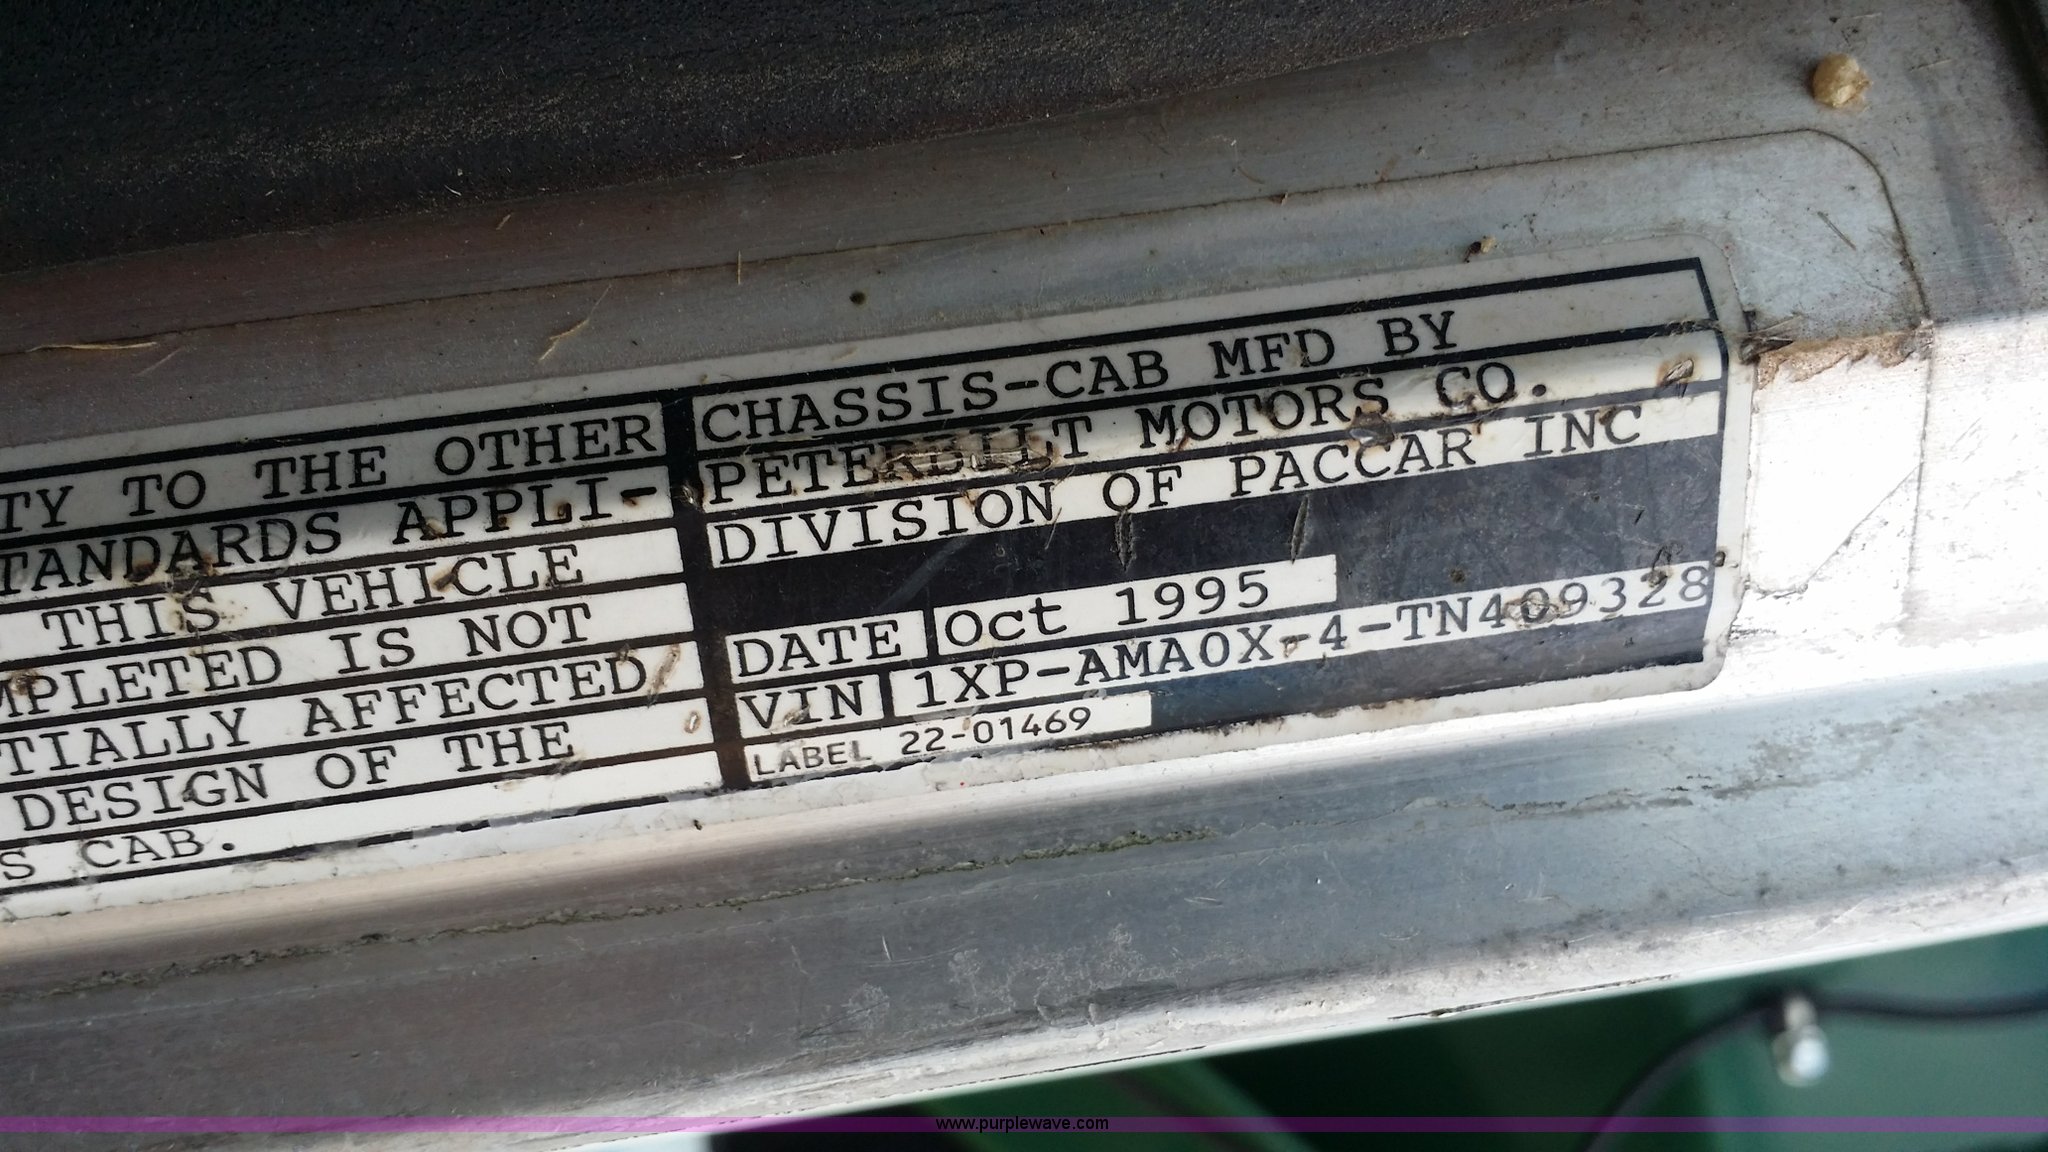 TY TO THE OTHER
TANDARDS APPLI-
THIS VEHICLE
MPLETED IS NOT
TIALLY AFFECTED
DESIGN OF THE
S CAB.
CHASSIS-CAB MFD BY
PETERBILT MOTORS CO.
DIVISION OF PACCAR INC
DATE Oct 1995
VIN 1XP-AMA0X-4-TN409328
LABEL 22-01469
www.purplewave.com